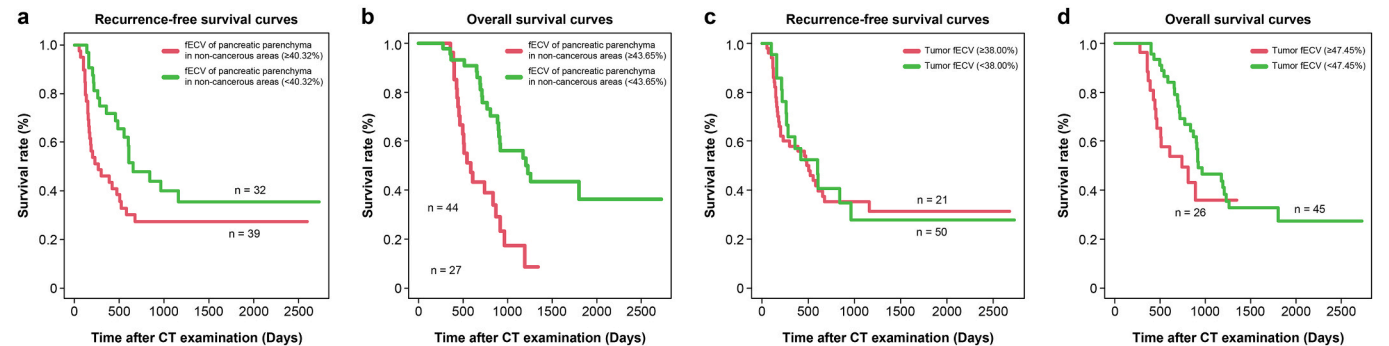 a
Recurrence-free survival curves
Survival rate (%)
1.0
0.8
0.6
0.4
0.2
0
fECV of pancreatic parenchyma
in non-cancerous areas (≥40.32%)
fECV of pancreatic parenchyma
in non-cancerous areas (<40.32%)
n = 32
n = 39
0 500 1000 1500 2000 2500
Time after CT examination (Days)
b
Overall survival curves
Survival rate (%)
1.0
0.8
0.6
0.4
0.2
0
fECV of pancreatic parenchyma
in non-cancerous areas (≥43.65%)
fECV of pancreatic parenchyma
in non-cancerous areas (<43.65%)
n = 44
n = 27
0 500 1000 1500 2000 2500
Time after CT examination (Days)
c
Recurrence-free survival curves
Survival rate (%)
1.0
0.8
0.6
0.4
0.2
0
Tumor fECV (≥38.00%)
Tumor fECV (<38.00%)
n = 21
n = 50
0 500 1000 1500 2000 2500
Time after CT examination (Days)
d
Overall survival curves
Survival rate (%)
1.0
0.8
0.6
0.4
0.2
0
Tumor fECV (≥47.45%)
Tumor fECV (<47.45%)
n = 26
n = 45
0 500 1000 1500 2000 2500
Time after CT examination (Days)